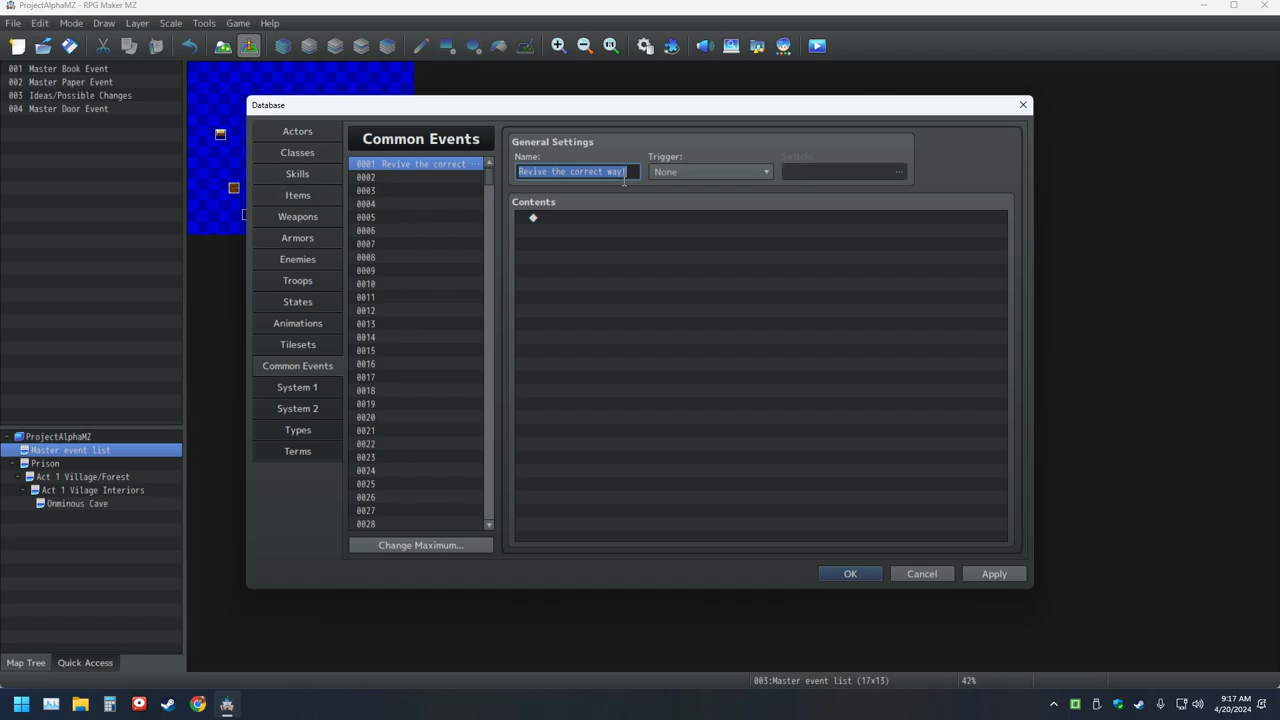 ProjectAlphaMZ - RPG Maker MZ
File Edit Mode Draw Layer Scale Tools Game Help
001 Master Book Event
002 Master Paper Event
003 Ideas/Possible Changes
004 Master Door Event
Database
Actors
Classes
Skills
Items
Weapons
Armors
Enemies
Troops
States
Animations
Tilesets
Common Events
System 1
System 2
Types
Terms
Common Events
0001 Revive the correct ...
0002
0003
0004
0005
0006
0007
0008
0009
0010
0011
0012
0013
0014
0015
0016
0017
0018
0019
0020
0021
0022
0023
0024
0025
0026
0027
0028
Change Maximum...
General Settings
Name: Trigger: Switch:
Revive the correct way! None ...
Contents
OK Cancel Apply
ProjectAlphaMZ
Master event list
Prison
Act 1 Village/Forest
Act 1 Vilage Interiors
Onminous Cave
Map Tree Quick Access
003:Master event list (17x13) 42%
9:17 AM
4/20/2024